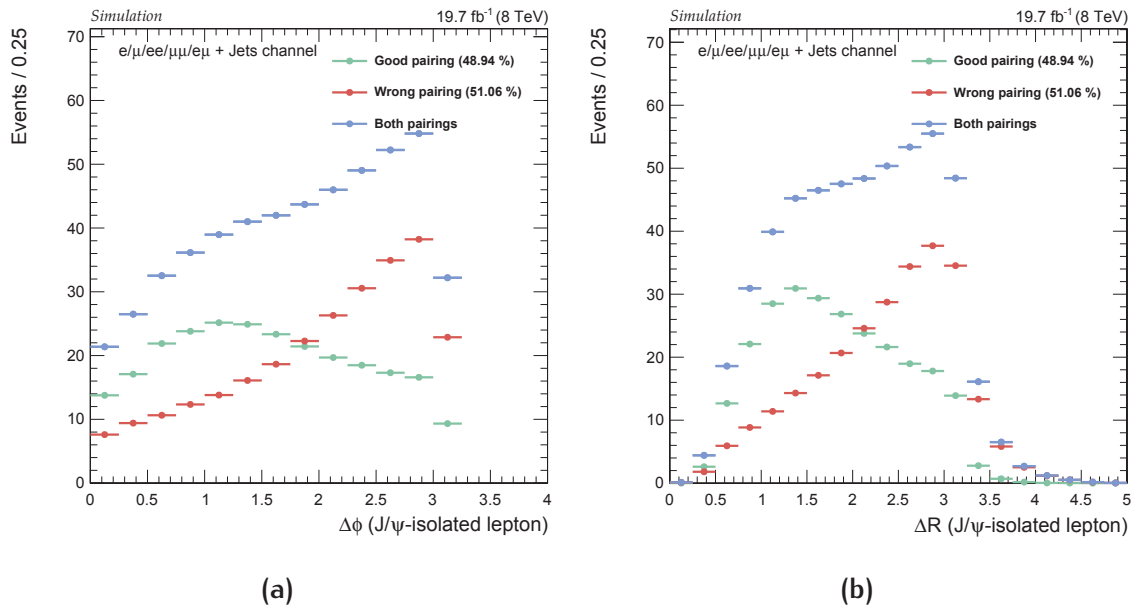 Simulation 19.7 fb⁻¹ (8 TeV)
Events / 0.25
e/μ/ee/μμ/eμ + Jets channel
Good pairing (48.94 %)
Wrong pairing (51.06 %)
Both pairings
70
60
50
40
30
20
10
0
0 0.5 1 1.5 2 2.5 3 3.5 4
Δϕ (J/ψ-isolated lepton)
(a)
Simulation 19.7 fb⁻¹ (8 TeV)
Events / 0.25
e/μ/ee/μμ/eμ + Jets channel
Good pairing (48.94 %)
Wrong pairing (51.06 %)
Both pairings
70
60
50
40
30
20
10
0
0 0.5 1 1.5 2 2.5 3 3.5 4 4.5 5
ΔR (J/ψ-isolated lepton)
(b)